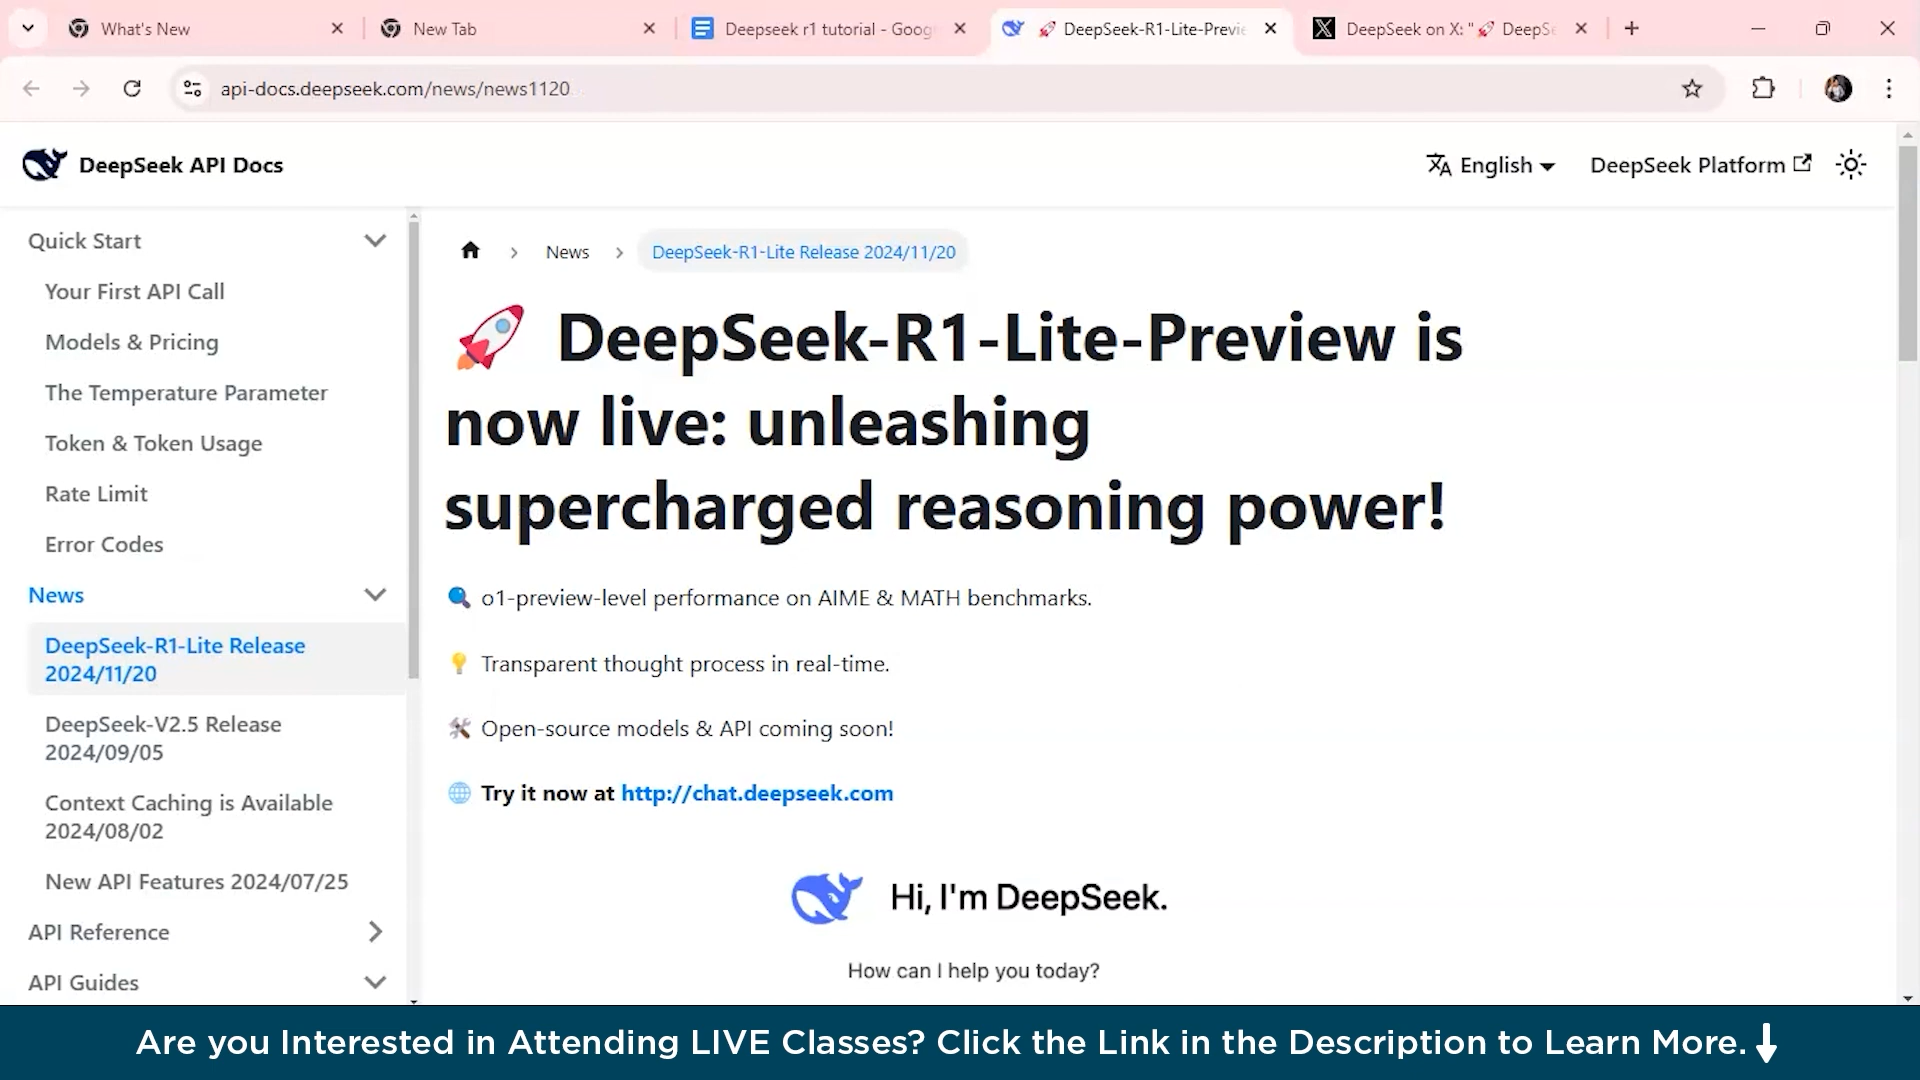 What's New
New Tab
Deepseek r1 tutorial - Goog
🚀 DeepSeek-R1-Lite-Previe
DeepSeek on X: "🚀 DeepSe
api-docs.deepseek.com/news/news1120
DeepSeek API Docs
English
DeepSeek Platform
Quick Start
Your First API Call
Models & Pricing
The Temperature Parameter
Token & Token Usage
Rate Limit
Error Codes
News
DeepSeek-R1-Lite Release
2024/11/20
DeepSeek-V2.5 Release
2024/09/05
Context Caching is Available
2024/08/02
New API Features 2024/07/25
API Reference
API Guides
News
DeepSeek-R1-Lite Release 2024/11/20
🚀 DeepSeek-R1-Lite-Preview is
now live: unleashing
supercharged reasoning power!
🔍 o1-preview-level performance on AIME & MATH benchmarks.
💡 Transparent thought process in real-time.
🛠️ Open-source models & API coming soon!
🌐 Try it now at http://chat.deepseek.com
Hi, I'm DeepSeek.
How can I help you today?
Are you Interested in Attending LIVE Classes? Click the Link in the Description to Learn More.